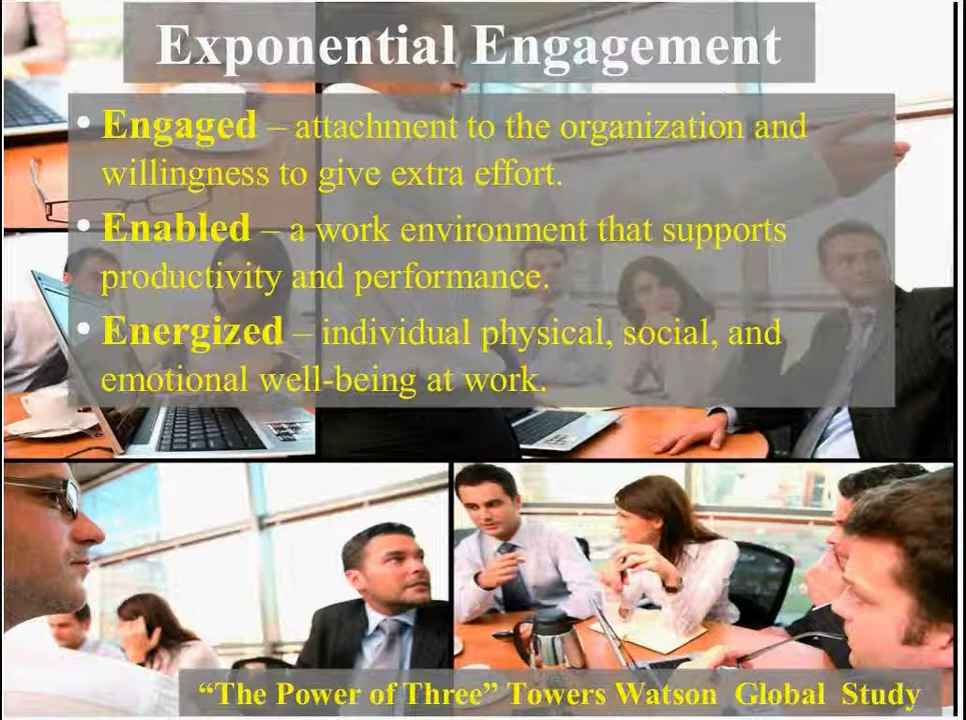 Exponential Engagement
• Engaged – attachment to the organization and
willingness to give extra effort.
• Enabled – a work environment that supports
productivity and performance.
• Energized – individual physical, social, and
emotional well-being at work.
“The Power of Three” Towers Watson Global Study